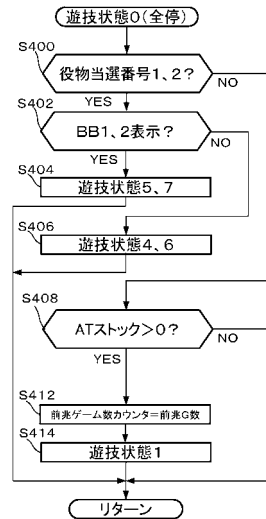 遊技状態0(全停)
S400
役物当選番号1、2?
NO
YES
S402
BB1、2表示?
NO
YES
S404
遊技状態5、7
S406
遊技状態4、6
S408
ATストック>0?
NO
YES
S412
前兆ゲーム数カウンタ=前兆G数
S414
遊技状態1
リターン